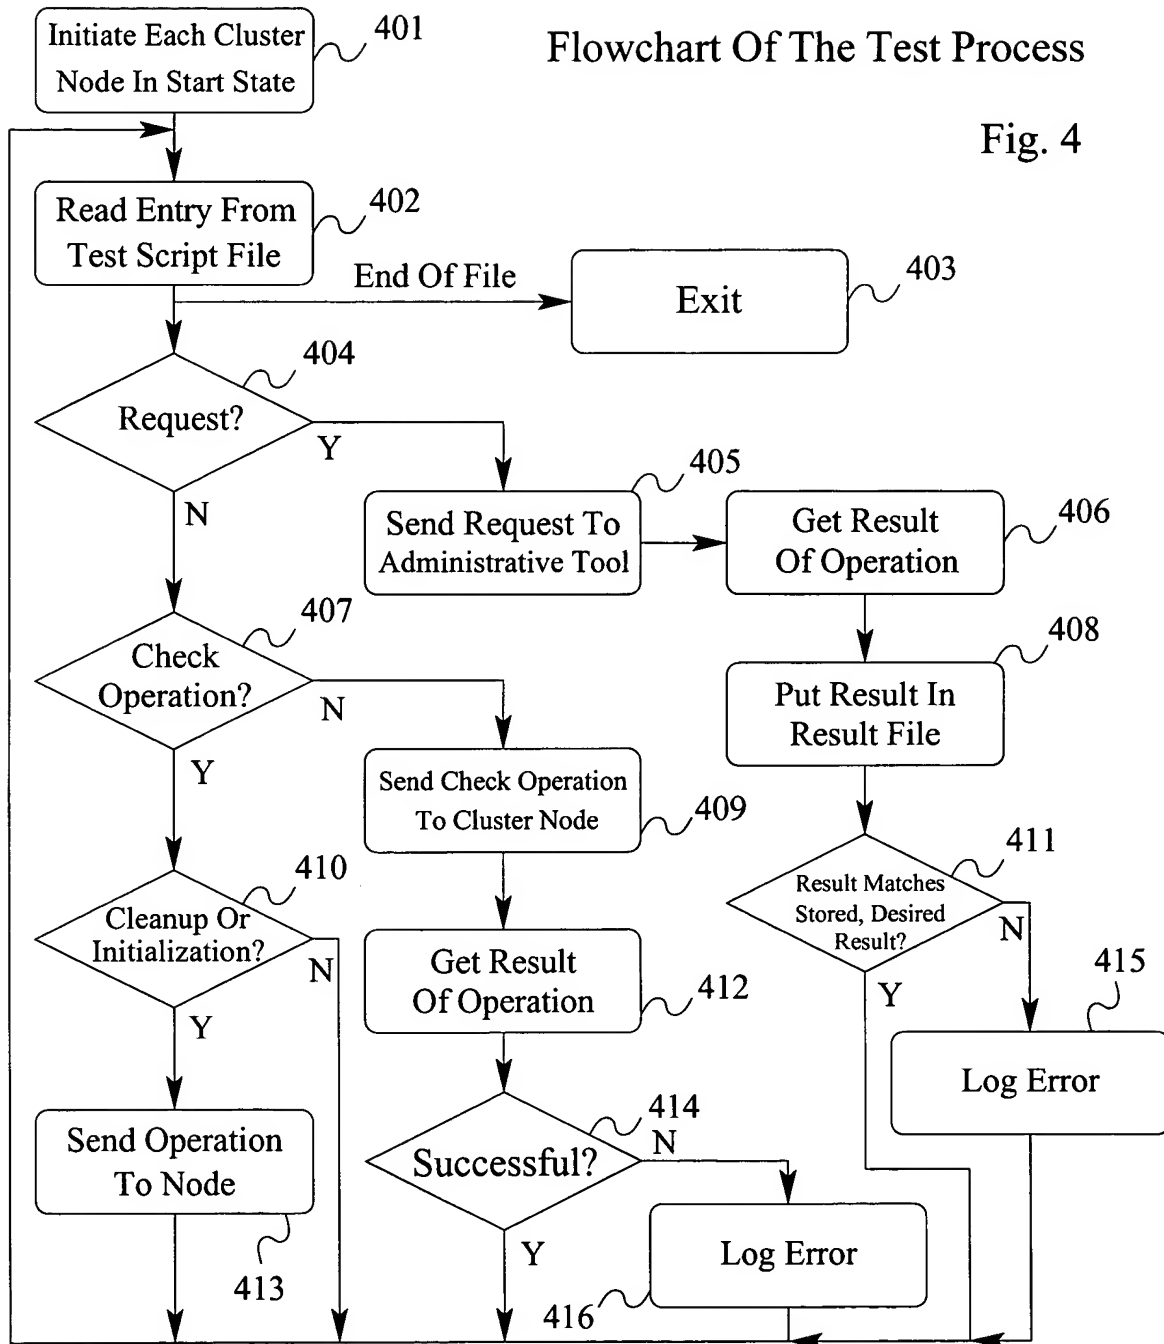 Flowchart Of The Test Process
Fig. 4
Initiate Each Cluster
Node In Start State
401
Read Entry From
Test Script File
402
End Of File
Exit
403
Request?
404
Y
N
Send Request To
Administrative Tool
405
Get Result
Of Operation
406
Check
Operation?
407
N
Y
Put Result In
Result File
408
Send Check Operation
To Cluster Node
409
Cleanup Or
Initialization?
410
N
Y
Result Matches
Stored, Desired
Result?
411
N
Y
Get Result
Of Operation
412
Log Error
415
Send Operation
To Node
413
Successful?
414
N
Y
Log Error
416